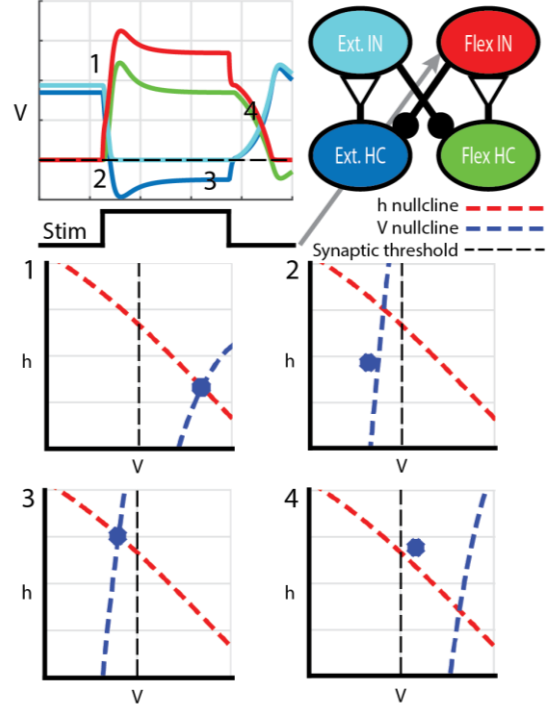 V
1
2
3
4
Stim
Ext. IN
Flex IN
Ext. HC
Flex HC
h nullcline
V nullcline
Synaptic threshold
1
h
V
2
h
V
3
h
V
4
h
V